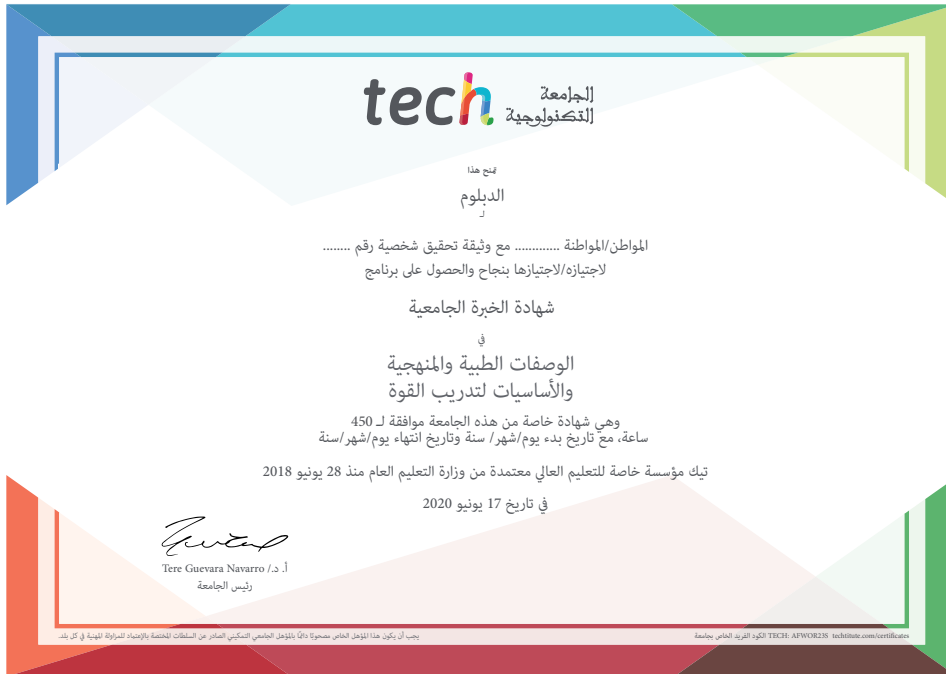 tech الجامعة
التكنولوجية
تمنح هذا
الدبلوم
لـ
المواطن/المواطنة ............. مع وثيقة تحقيق شخصية رقم ........
لاجتيازه/لاجتيازها بنجاح والحصول على برنامج
شهادة الخبرة الجامعية
في
الوصفات الطبية والمنهجية
والأساسيات لتدريب القوة
وهي شهادة خاصة من هذه الجامعة موافقة لـ 450
ساعة، مع تاريخ بدء يوم/شهر/ سنة وتاريخ انتهاء يوم/شهر/سنة
تيك مؤسسة خاصة للتعليم العالي معتمدة من وزارة التعليم العام منذ 28 يونيو 2018
في تاريخ 17 يونيو 2020
أ. د./ Tere Guevara Navarro
رئيس الجامعة
يجب أن يكون هذا المؤهل الخاص مصحوبًا دائمًا بالمؤهل الجامعي التمكيني الصادر عن السلطات المختصة بالإعتماد للمزاولة المهنية في كل بلد.
الكود الفريد الخاص بجامعة TECH: AFWOR23S techtitute.com/certificates